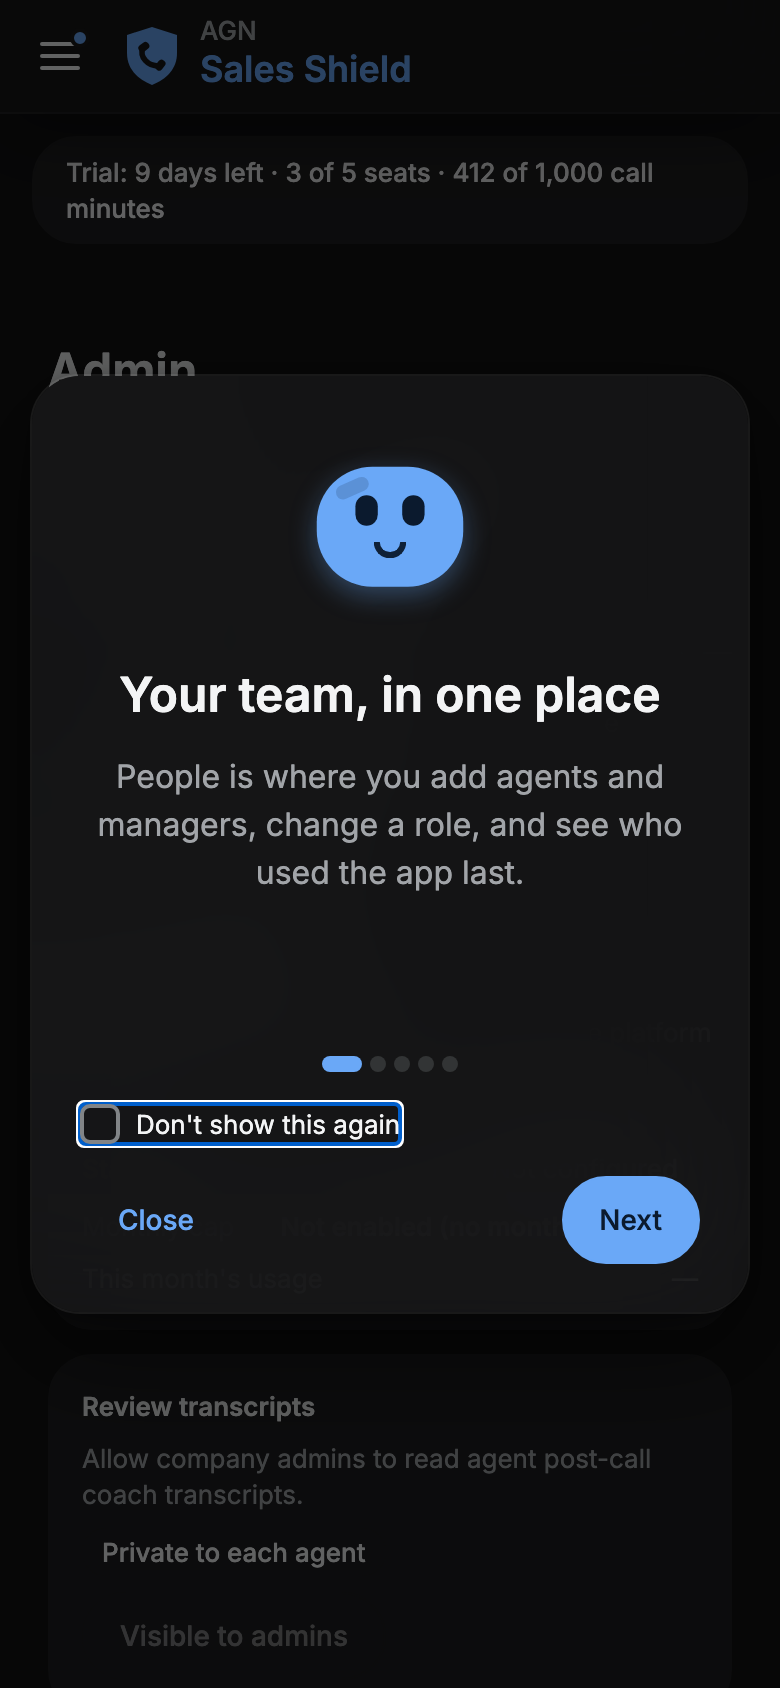 AGN
Sales Shield
Trial: 9 days left · 3 of 5 seats · 412 of 1,000 call
minutes
Admin
Your team, in one place
People is where you add agents and
managers, change a role, and see who
used the app last.
Don't show this again
Close
Next
This month's usage —
Review transcripts
Allow company admins to read agent post-call
coach transcripts.
Private to each agent
Visible to admins